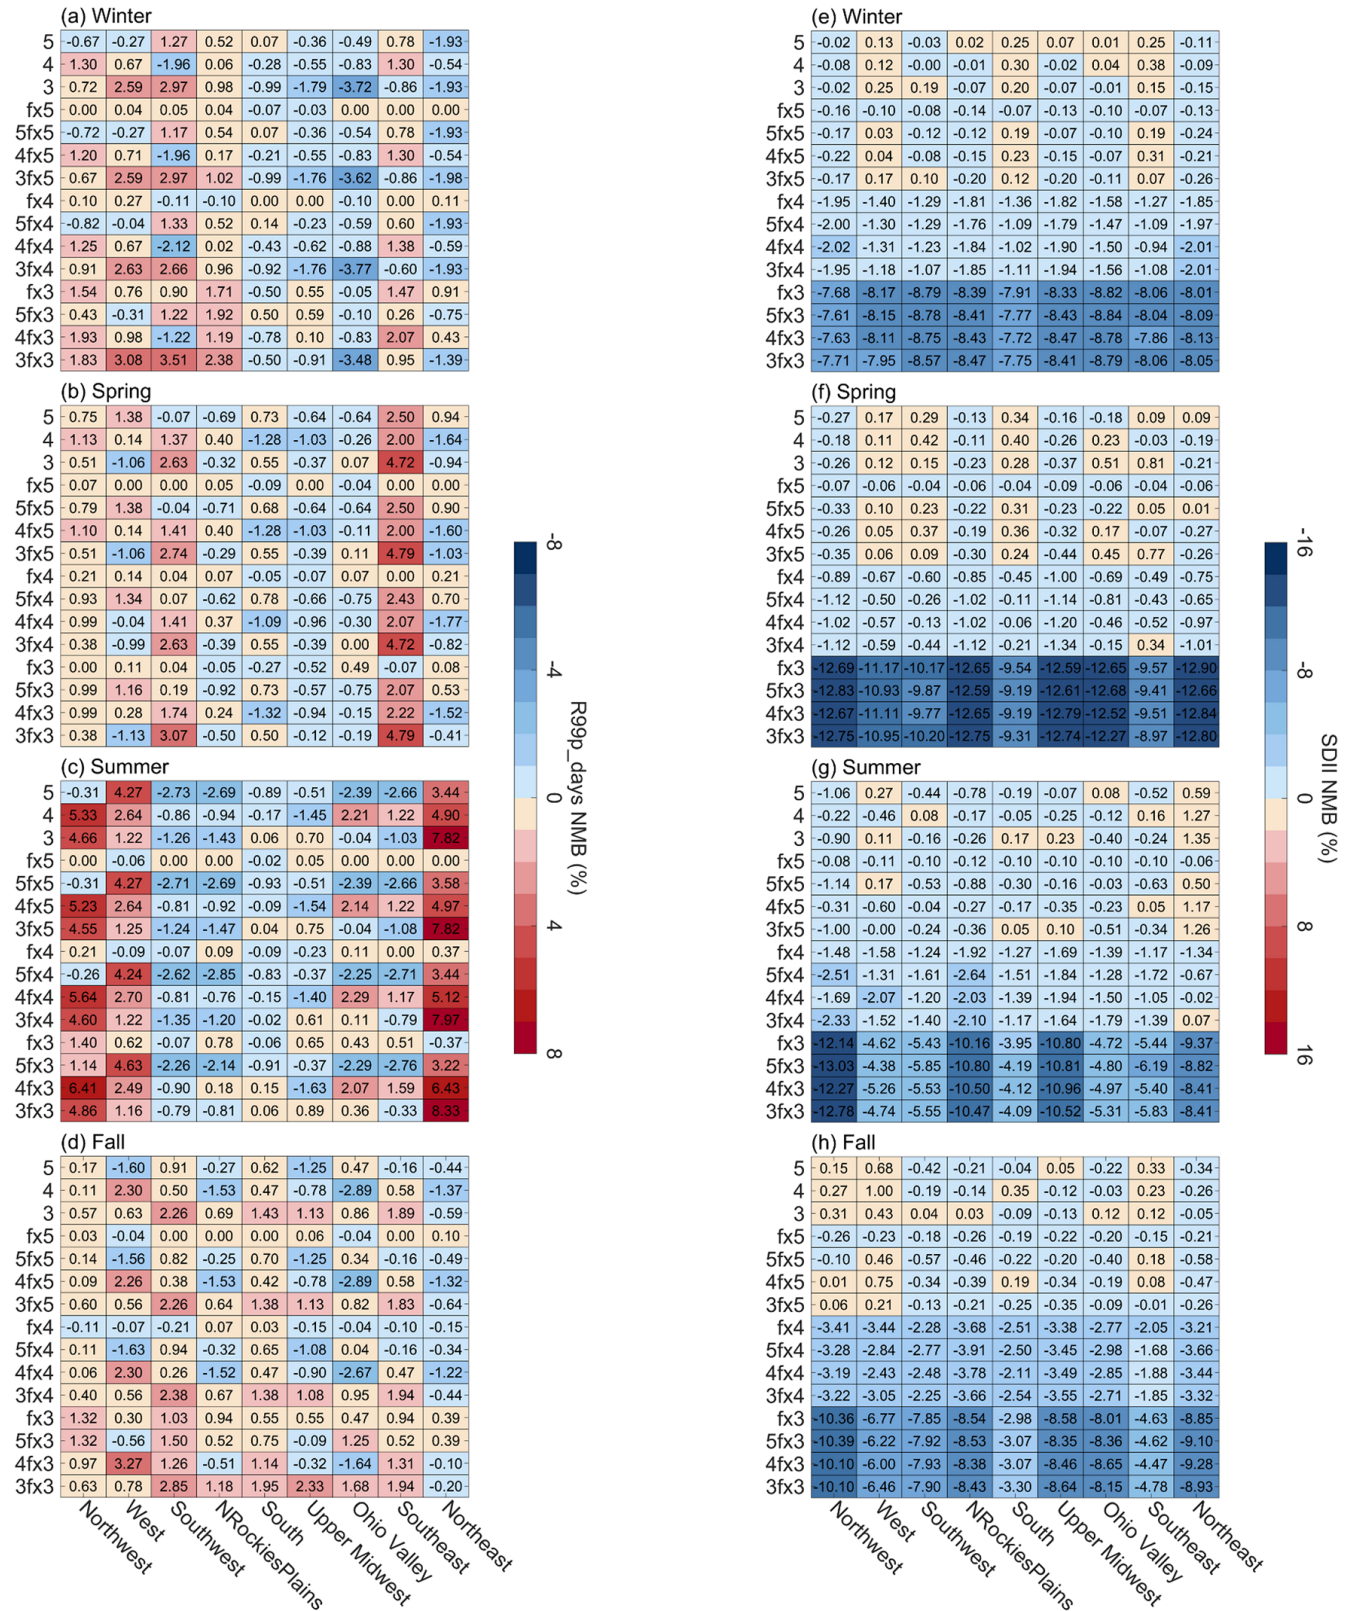 (a) Winter
5 -0.67 -0.27 1.27 0.52 0.07 -0.36 -0.49 0.78 -1.93
4 1.30 0.67 -1.96 0.06 -0.28 -0.55 -0.83 1.30 -0.54
3 0.72 2.59 2.97 0.98 -0.99 -1.79 -3.72 -0.86 -1.93
fx5 0.00 0.04 0.05 0.04 -0.07 -0.03 0.00 0.00 0.00
5fx5 -0.72 -0.27 1.17 0.54 0.07 -0.36 -0.54 0.78 -1.93
4fx5 1.20 0.71 -1.96 0.17 -0.21 -0.55 -0.83 1.30 -0.54
3fx5 0.67 2.59 2.97 1.02 -0.99 -1.76 -3.62 -0.86 -1.98
fx4 0.10 0.27 -0.11 -0.10 0.00 0.00 -0.10 0.00 0.11
5fx4 -0.82 -0.04 1.33 0.52 0.14 -0.23 -0.59 0.60 -1.93
4fx4 1.25 0.67 -2.12 0.02 -0.43 -0.62 -0.88 1.38 -0.59
3fx4 0.91 2.63 2.66 0.96 -0.92 -1.76 -3.77 -0.60 -1.93
fx3 1.54 0.76 0.90 1.71 -0.50 0.55 -0.05 1.47 0.91
5fx3 0.43 -0.31 1.22 1.92 0.50 0.59 -0.10 0.26 -0.75
4fx3 1.93 0.98 -1.22 1.19 -0.78 0.10 -0.83 2.07 0.43
3fx3 1.83 3.08 3.51 2.38 -0.50 -0.91 -3.48 0.95 -1.39
(b) Spring
5 0.75 1.38 -0.07 -0.69 0.73 -0.64 -0.64 2.50 0.94
4 1.13 0.14 1.37 0.40 -1.28 -1.03 -0.26 2.00 -1.64
3 0.51 -1.06 2.63 -0.32 0.55 -0.37 0.07 4.72 -0.94
fx5 0.07 0.00 0.00 0.05 -0.09 0.00 -0.04 0.00 0.00
5fx5 0.79 1.38 -0.04 -0.71 0.68 -0.64 -0.64 2.50 0.90
4fx5 1.10 0.14 1.41 0.40 -1.28 -1.03 -0.11 2.00 -1.60
3fx5 0.51 -1.06 2.74 -0.29 0.55 -0.39 0.11 4.79 -1.03
fx4 0.21 0.14 0.04 0.07 -0.05 -0.07 0.07 0.00 0.21
5fx4 0.93 1.34 0.07 -0.62 0.78 -0.66 -0.75 2.43 0.70
4fx4 0.99 -0.04 1.41 0.37 -1.09 -0.96 -0.30 2.07 -1.77
3fx4 0.38 -0.99 2.63 -0.39 0.55 -0.39 0.00 4.72 -0.82
fx3 0.00 0.11 0.04 -0.05 -0.27 -0.52 0.49 -0.07 0.08
5fx3 0.99 1.16 0.19 -0.92 0.73 -0.57 -0.75 2.07 0.53
4fx3 0.99 0.28 1.74 0.24 -1.32 -0.94 -0.15 2.22 -1.52
3fx3 0.38 -1.13 3.07 -0.50 0.50 -0.12 -0.19 4.79 -0.41
(c) Summer
5 -0.31 4.27 -2.73 -2.69 -0.89 -0.51 -2.39 -2.66 3.44
4 5.33 2.64 -0.86 -0.94 -0.17 -1.45 2.21 1.22 4.90
3 4.66 1.22 -1.26 -1.43 0.06 0.70 -0.04 -1.03 7.82
fx5 0.00 -0.06 0.00 0.00 -0.02 0.05 0.00 0.00 0.00
5fx5 -0.31 4.27 -2.71 -2.69 -0.93 -0.51 -2.39 -2.66 3.58
4fx5 5.23 2.64 -0.81 -0.92 -0.09 -1.54 2.14 1.22 4.97
3fx5 4.55 1.25 -1.24 -1.47 0.04 0.75 -0.04 -1.08 7.82
fx4 0.21 -0.09 -0.07 0.09 -0.09 -0.23 0.11 0.00 0.37
5fx4 -0.26 4.24 -2.62 -2.85 -0.83 -0.37 -2.25 -2.71 3.44
4fx4 5.64 2.70 -0.81 -0.76 -0.15 -1.40 2.29 1.17 5.12
3fx4 4.60 1.22 -1.35 -1.20 -0.02 0.61 0.11 -0.79 7.97
fx3 1.40 0.62 -0.07 0.78 -0.06 0.65 0.43 0.51 -0.37
5fx3 1.14 4.63 -2.26 -2.14 -0.91 -0.37 -2.29 -2.76 3.22
4fx3 6.41 2.49 -0.90 0.18 0.15 -1.63 2.07 1.59 6.43
3fx3 4.86 1.16 -0.79 -0.81 0.06 0.89 0.36 -0.33 8.33
(d) Fall
5 0.17 -1.60 0.91 -0.27 0.62 -1.25 0.47 -0.16 -0.44
4 0.11 2.30 0.50 -1.53 0.47 -0.78 -2.89 0.58 -1.37
3 0.57 0.63 2.26 0.69 1.43 1.13 0.86 1.89 -0.59
fx5 0.03 -0.04 0.00 0.00 0.00 0.06 -0.04 0.00 0.10
5fx5 0.14 -1.56 0.82 -0.25 0.70 -1.25 0.34 -0.16 -0.49
4fx5 0.09 2.26 0.38 -1.53 0.42 -0.78 -2.89 0.58 -1.32
3fx5 0.60 0.56 2.26 0.64 1.38 1.13 0.82 1.83 -0.64
fx4 -0.11 -0.07 -0.21 0.07 0.03 -0.15 -0.04 -0.10 -0.15
5fx4 0.11 -1.63 0.94 -0.32 0.65 -1.08 0.04 -0.16 -0.34
4fx4 0.06 2.30 0.26 -1.52 0.47 -0.90 -2.67 0.47 -1.22
3fx4 0.40 0.56 2.38 0.67 1.38 1.08 0.95 1.94 -0.44
fx3 1.32 0.30 1.03 0.94 0.55 0.55 0.47 0.94 0.39
5fx3 1.32 -0.56 1.50 0.52 0.75 -0.09 1.25 0.52 0.39
4fx3 0.97 3.27 1.26 -0.51 1.14 -0.32 -1.64 1.31 -0.10
3fx3 0.63 0.78 2.85 1.18 1.95 2.33 1.68 1.94 -0.20
Northwest West Southwest NRockiesPlains South Upper Midwest Ohio Valley Southeast Northeast
-8
-4
0
4
8
R99p_days NMB (%)
(e) Winter
-0.02 0.13 -0.03 0.02 0.25 0.07 0.01 0.25 -0.11
-0.08 0.12 -0.00 -0.01 0.30 -0.02 0.04 0.38 -0.09
-0.02 0.25 0.19 -0.07 0.20 -0.07 -0.01 0.15 -0.15
-0.16 -0.10 -0.08 -0.14 -0.07 -0.13 -0.10 -0.07 -0.13
-0.17 0.03 -0.12 -0.12 0.19 -0.07 -0.10 0.19 -0.17
-0.22 0.04 -0.08 -0.15 0.23 -0.15 -0.07 0.31 -0.21
-0.17 0.17 0.10 -0.20 0.12 -0.20 -0.11 0.07 -0.26
-1.95 -1.40 -1.29 -1.81 -1.36 -1.82 -1.58 -1.27 -1.85
-2.00 -1.30 -1.29 -1.76 -1.09 -1.79 -1.47 -1.09 -1.97
-2.02 -1.31 -1.23 -1.84 -1.02 -1.90 -1.50 -0.94 -2.01
-1.95 -1.18 -1.07 -1.85 -1.11 -1.94 -1.56 -1.08 -2.01
-7.68 -8.17 -8.79 -8.39 -7.91 -8.33 -8.82 -8.06 -8.01
-7.61 -8.15 -8.78 -8.41 -7.77 -8.43 -8.84 -8.04 -8.09
-7.63 -8.11 -8.75 -8.43 -7.72 -8.47 -8.78 -7.86 -8.13
-7.71 -7.95 -8.57 -8.47 -7.75 -8.41 -8.79 -8.06 -8.05
(f) Spring
-0.27 0.17 0.29 -0.13 0.34 -0.16 -0.18 0.09 0.09
-0.18 0.11 0.42 -0.11 0.40 -0.26 0.23 -0.03 -0.19
-0.26 0.12 0.15 -0.23 0.28 -0.37 0.51 0.81 -0.21
-0.07 -0.06 -0.06 -0.06 -0.04 -0.09 -0.06 -0.04 -0.06
-0.33 0.10 0.23 -0.22 0.31 -0.23 -0.22 0.05 0.01
-0.26 0.05 0.37 -0.19 0.36 -0.32 0.17 -0.07 -0.27
-0.35 0.06 0.09 -0.30 0.24 -0.44 0.45 0.77 -0.26
-0.89 -0.67 -0.60 -0.85 -0.45 -1.00 -0.69 -0.49 -0.75
-1.12 -0.50 -0.26 -1.02 -0.11 -1.14 -0.81 -0.43 -0.65
-1.02 -0.57 -0.13 -1.02 -0.06 -1.20 -0.46 -0.52 -0.97
-1.12 -0.59 -0.44 -1.12 -0.21 -1.34 -0.15 0.34 -1.01
-12.69 -11.17 -10.17 -12.65 -9.54 -12.59 -12.65 -9.57 -12.90
-12.83 -10.93 -9.87 -12.59 -9.19 -12.61 -12.68 -9.41 -12.66
-12.67 -11.11 -9.77 -12.65 -9.19 -12.79 -12.52 -9.51 -12.84
-12.75 -10.95 -10.20 -12.75 -9.31 -12.74 -12.27 -8.97 -12.80
(g) Summer
-1.06 0.27 -0.44 -0.78 -0.19 -0.07 0.08 -0.52 0.59
-0.22 -0.46 0.08 -0.17 -0.05 -0.25 -0.12 0.16 1.27
-0.90 0.11 -0.16 -0.26 0.17 0.23 -0.40 -0.24 1.35
-0.08 -0.11 -0.10 -0.12 -0.10 -0.10 -0.10 -0.10 -0.06
-1.14 0.17 -0.53 -0.88 -0.30 -0.16 -0.03 -0.63 0.50
-0.31 -0.60 -0.04 -0.27 -0.17 -0.35 -0.23 0.05 1.17
-1.00 -0.00 -0.24 -0.36 0.05 0.10 -0.51 -0.34 1.26
-1.48 -1.58 -1.24 -1.92 -1.27 -1.69 -1.39 -1.17 -1.34
-2.51 -1.31 -1.61 -2.64 -1.51 -1.84 -1.28 -1.72 -0.67
-1.69 -2.07 -1.20 -2.03 -1.39 -1.94 -1.50 -1.05 -0.02
-2.33 -1.52 -1.40 -2.10 -1.17 -1.64 -1.79 -1.39 0.07
-12.14 -4.62 -5.43 -10.16 -3.95 -10.80 -4.72 -5.44 -9.37
-13.03 -4.38 -5.85 -10.80 -4.19 -10.81 -4.80 -6.19 -8.82
-12.27 -5.26 -5.53 -10.50 -4.12 -10.96 -4.97 -5.40 -8.41
-12.78 -4.74 -5.55 -10.47 -4.09 -10.52 -5.31 -5.83 -8.41
(h) Fall
5 0.15 0.68 -0.42 -0.21 -0.04 0.05 -0.22 0.33 -0.34
4 0.27 1.00 -0.19 -0.14 0.35 -0.12 -0.03 0.23 -0.26
3 0.31 0.43 0.04 0.03 -0.09 -0.13 0.12 0.12 -0.05
fx5 -0.26 -0.23 -0.18 -0.26 -0.19 -0.22 -0.20 -0.15 -0.21
5fx5 -0.10 0.46 -0.57 -0.46 -0.22 -0.20 -0.40 0.18 -0.58
4fx5 0.01 0.75 -0.34 -0.39 0.19 -0.34 -0.19 0.08 -0.47
3fx5 0.06 0.21 -0.13 -0.21 -0.25 -0.35 -0.09 -0.01 -0.26
fx4 -3.41 -3.44 -2.28 -3.68 -2.51 -3.38 -2.77 -2.05 -3.21
5fx4 -3.28 -2.84 -2.77 -3.91 -2.50 -3.45 -2.98 -1.68 -3.66
4fx4 -3.19 -2.43 -2.48 -3.78 -2.11 -3.49 -2.85 -1.88 -3.44
3fx4 -3.22 -3.05 -2.25 -3.66 -2.54 -3.55 -2.71 -1.85 -3.32
fx3 -10.36 -6.77 -7.85 -8.54 -2.98 -8.58 -8.01 -4.63 -8.85
5fx3 -10.39 -6.22 -7.92 -8.53 -3.07 -8.35 -8.36 -4.62 -9.10
4fx3 -10.10 -6.00 -7.93 -8.38 -3.07 -8.46 -8.65 -4.47 -9.28
3fx3 -10.10 -6.46 -7.90 -8.43 -3.30 -8.64 -8.15 -4.78 -8.93
Northwest West Southwest NRockiesPlains South Upper Midwest Ohio Valley Southeast Northeast
-16
-8
0
8
16
SDII NMB (%)